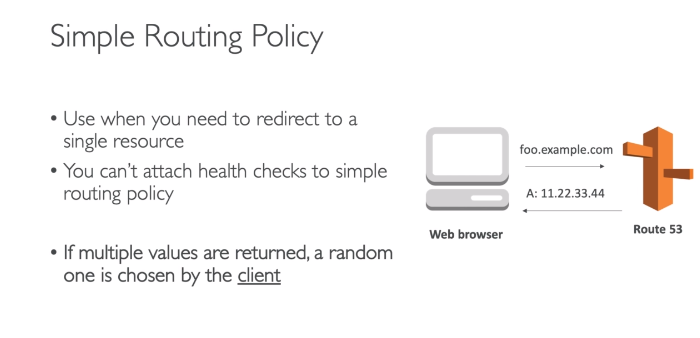 Simple Routing Policy
• Use when you need to redirect to a
single resource
• You can't attach health checks to simple
routing policy
• If multiple values are returned, a random
one is chosen by the client
foo.example.com
A: 11.22.33.44
Web browser
Route 53